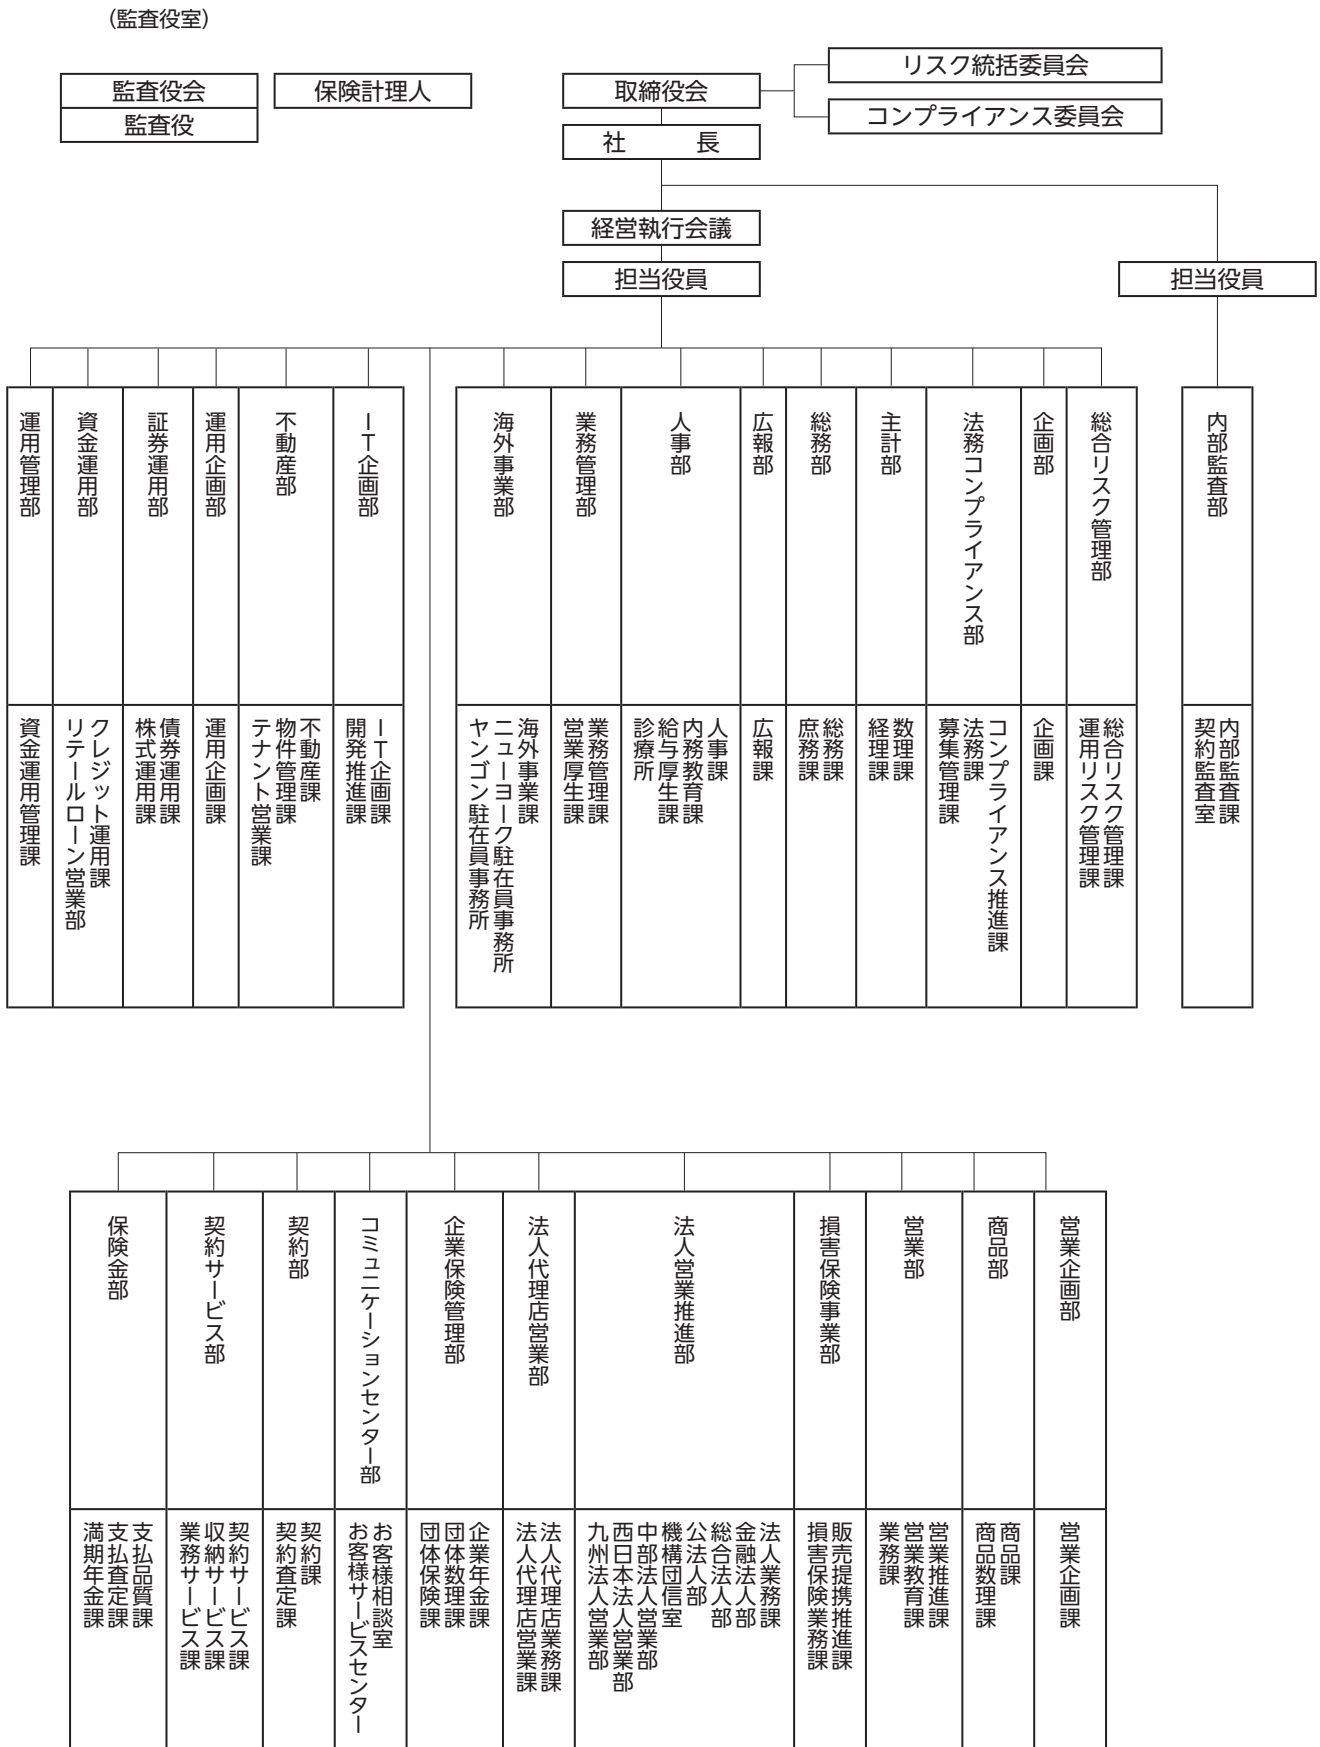 （監査役室）
監査役会
監査役
保険計理人
取締役会
社　　長
リスク統括委員会
コンプライアンス委員会
経営執行会議
担当役員
担当役員
内部監査部
内部監査課
契約監査室
総合リスク管理部
総合リスク管理課
運用リスク管理課
企画部
企画課
法務コンプライアンス部
コンプライアンス推進課
法務課
募集管理課
主計部
数理課
経理課
総務部
総務課
庶務課
広報部
広報課
人事部
人事課
内務教育課
給与厚生課
診療所
業務管理部
業務管理課
営業厚生課
海外事業部
海外事業課
ニューヨーク駐在員事務所
ヤンゴン駐在員事務所
IT企画部
IT企画課
開発推進課
不動産部
不動産課
物件管理課
テナント営業課
運用企画部
運用企画課
証券運用部
債券運用課
株式運用課
資金運用部
クレジット運用課
リテールローン営業部
運用管理部
資金運用管理課
営業企画部
営業企画課
商品部
商品課
商品数理課
営業部
営業推進課
営業教育課
業務課
損害保険事業部
販売提携推進課
損害保険業務課
法人営業推進部
法人業務課
金融法人部
総合法人部
公法人部
機構団信室
中部法人営業部
西日本法人営業部
九州法人営業部
法人代理店営業部
法人代理店業務課
法人代理店営業課
企業保険管理部
企業年金課
団体数理課
団体保険課
コミュニケーションセンター部
お客様相談室
お客様サービスセンター
契約部
契約課
契約査定課
契約サービス部
契約サービス課
収納サービス課
業務サービス課
保険金部
支払品質課
支払査定課
満期年金課